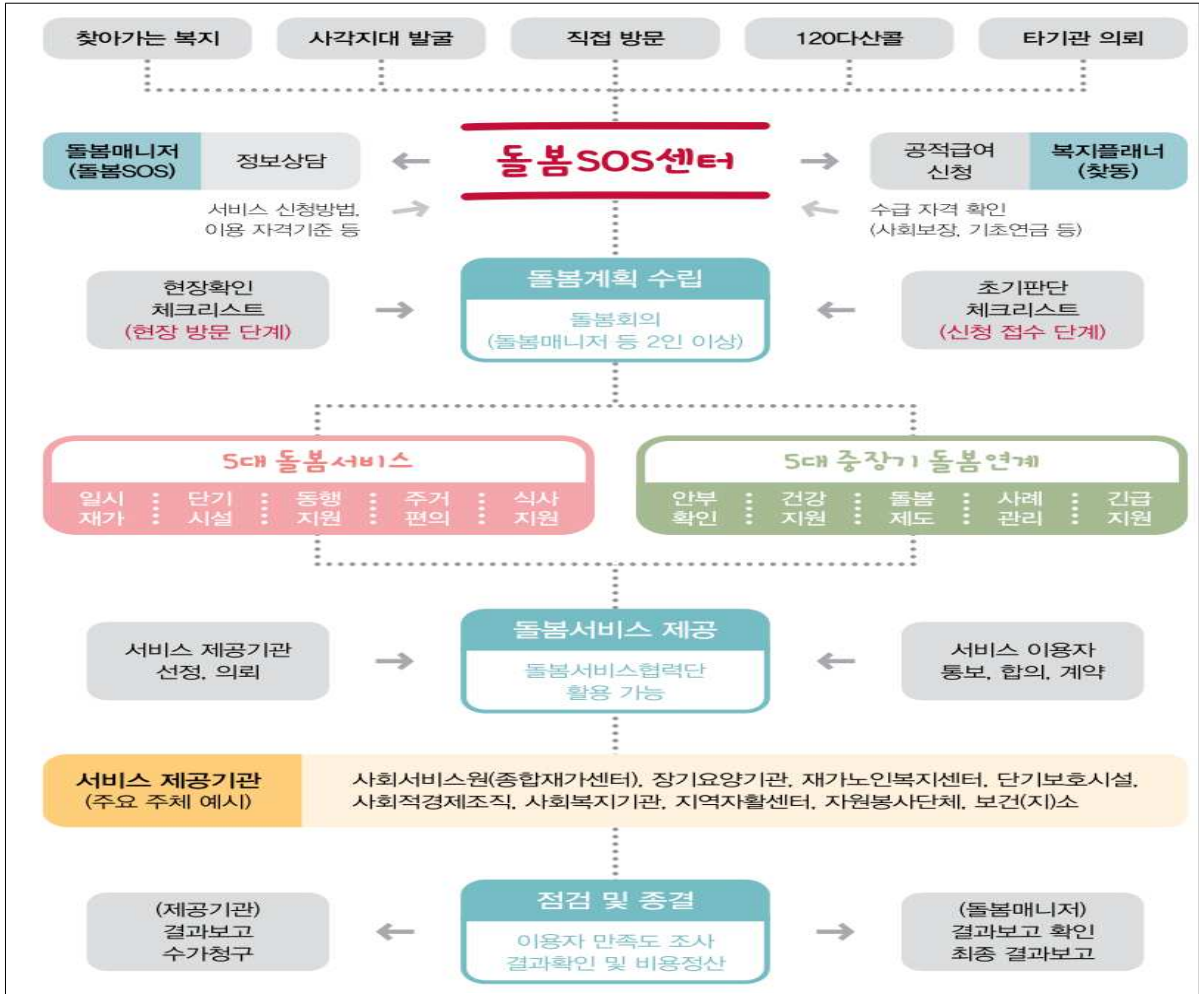 찾아가는 복지
사각지대 발굴
직접 방문
120다산콜
타기관 의뢰
돌봄매니저
(돌봄SOS)
정보상담
돌봄SOS센터
공적급여
신청
복지플래너
(찾동)
서비스 신청방법,
이용 자격기준 등
수급 자격 확인
(사회보장, 기초연금 등)
현장확인
체크리스트
(현장 방문 단계)
돌봄계획 수립
돌봄회의
(돌봄매니저 등 2인 이상)
초기판단
체크리스트
(신청 접수 단계)
5대 돌봄서비스
일시
재가
단기
시설
동행
지원
주거
편의
식사
지원
5대 중장기 돌봄연계
안부
확인
건강
지원
돌봄
제도
사례
관리
긴급
지원
서비스 제공기관
선정, 의뢰
돌봄서비스 제공
돌봄서비스협력단
활용 가능
서비스 이용자
통보, 합의, 계약
서비스 제공기관
(주요 주체 예시)
사회서비스원(종합재가센터), 장기요양기관, 재가노인복지센터, 단기보호시설,
사회적경제조직, 사회복지기관, 지역자활센터, 자원봉사단체, 보건(지)소
(제공기관)
결과보고
수가청구
점검 및 종결
이용자 만족도 조사
결과확인 및 비용정산
(돌봄매니저)
결과보고 확인
최종 결과보고